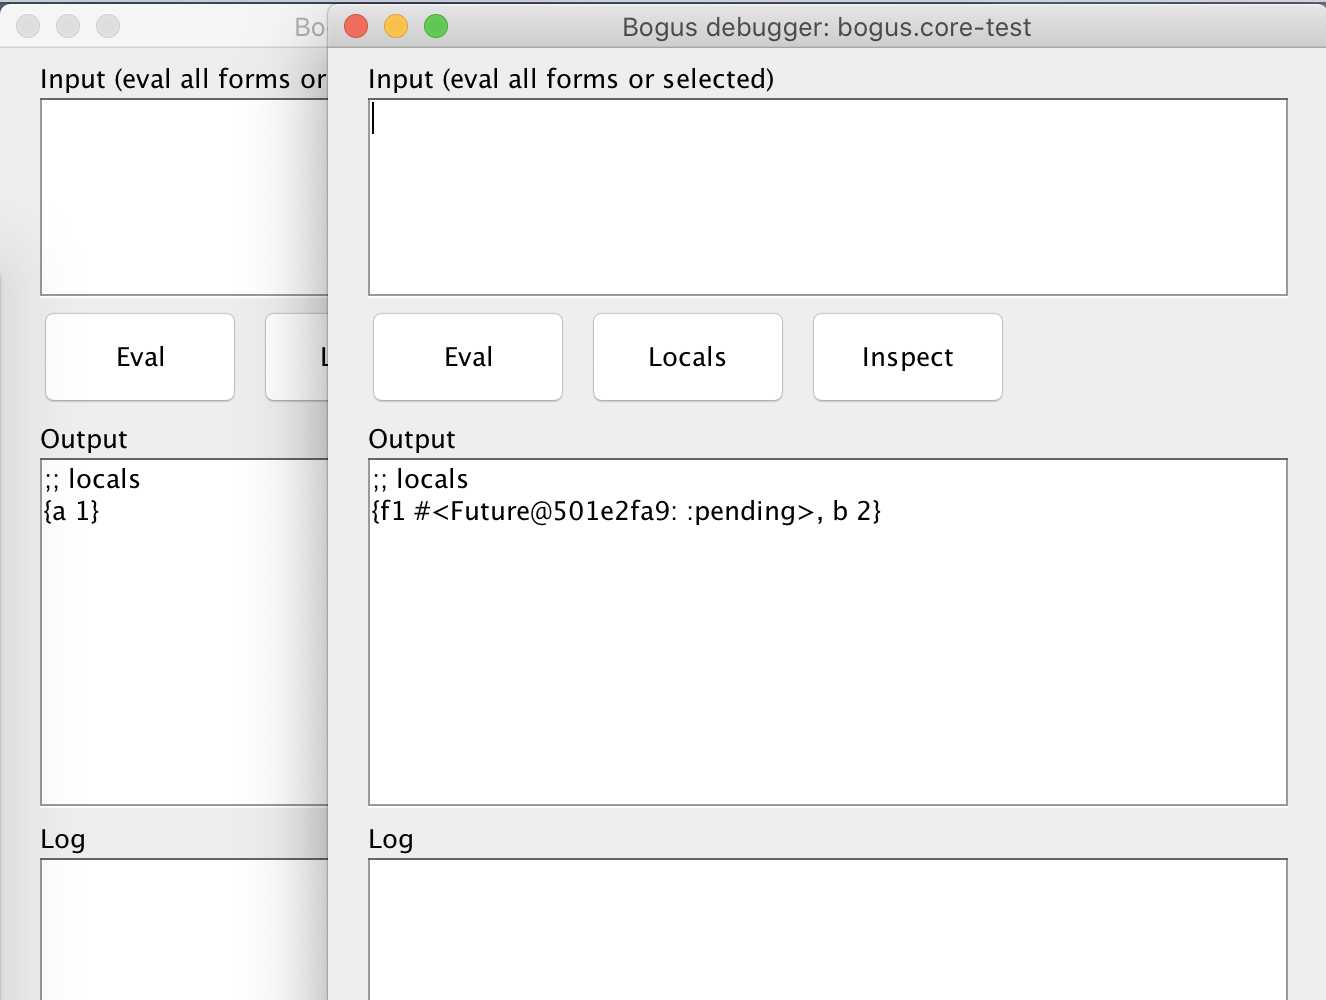 Bo
Input (eval all forms or
Eval
L
Output
;; locals
{a 1}
Log
Bogus debugger: bogus.core-test
Input (eval all forms or selected)
Eval
Locals
Inspect
Output
;; locals
{f1 #<Future@501e2fa9: :pending>, b 2}
Log